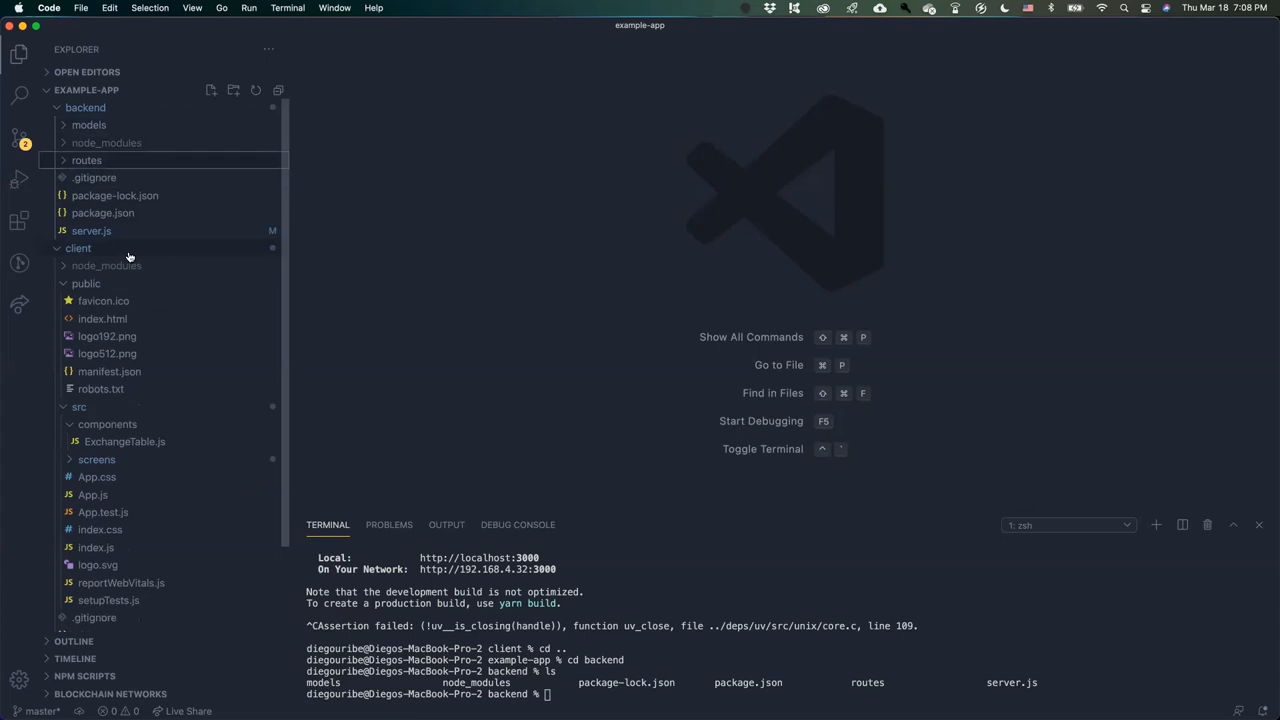 Code File Edit Selection View Go Run Terminal Window Help Thu Mar 18 7:08 PM
example-app
EXPLORER
OPEN EDITORS
EXAMPLE-APP
backend
models
node_modules
routes
.gitignore
package-lock.json
package.json
server.js M
client
node_modules
public
favicon.ico
index.html
logo192.png
logo512.png
manifest.json
robots.txt
src
components
ExchangeTable.js
screens
App.css
App.js
App.test.js
index.css
index.js
logo.svg
reportWebVitals.js
setupTests.js
.gitignore
OUTLINE
TIMELINE
NPM SCRIPTS
BLOCKCHAIN NETWORKS
2
Show All Commands ⇧ ⌘ P
Go to File ⌘ P
Find in Files ⇧ ⌘ F
Start Debugging F5
Toggle Terminal ^ `
TERMINAL PROBLEMS OUTPUT DEBUG CONSOLE 1: zsh
Local: http://localhost:3000
On Your Network: http://192.168.4.32:3000
Note that the development build is not optimized.
To create a production build, use yarn build.
^CAssertion failed: (!uv__is_closing(handle)), function uv_close, file ../deps/uv/src/unix/core.c, line 109.
diegouribe@Diegos-MacBook-Pro-2 client % cd ..
diegouribe@Diegos-MacBook-Pro-2 example-app % cd backend
diegouribe@Diegos-MacBook-Pro-2 backend % ls
models node_modules package-lock.json package.json routes server.js
diegouribe@Diegos-MacBook-Pro-2 backend %
master* 0 0 Live Share